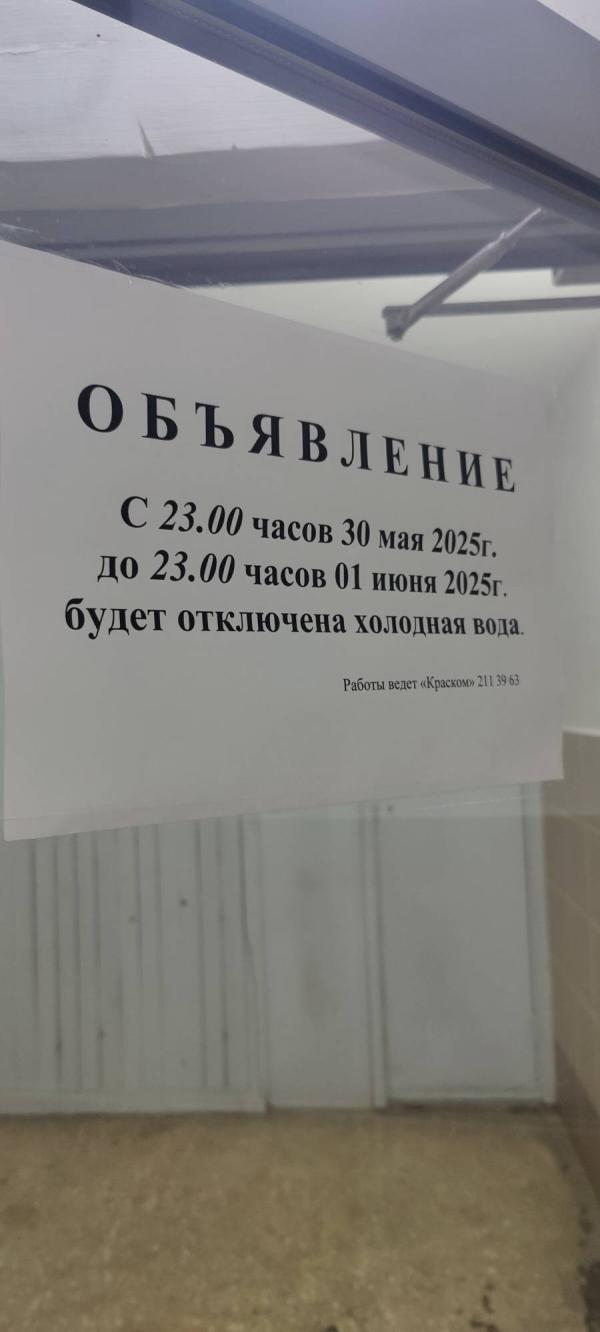 ОБЪЯВЛЕНИЕ
С 23.00 часов 30 мая 2025г.
до 23.00 часов 01 июня 2025г.
будет отключена холодная вода.
Работы ведет «Краском» 211 39 63